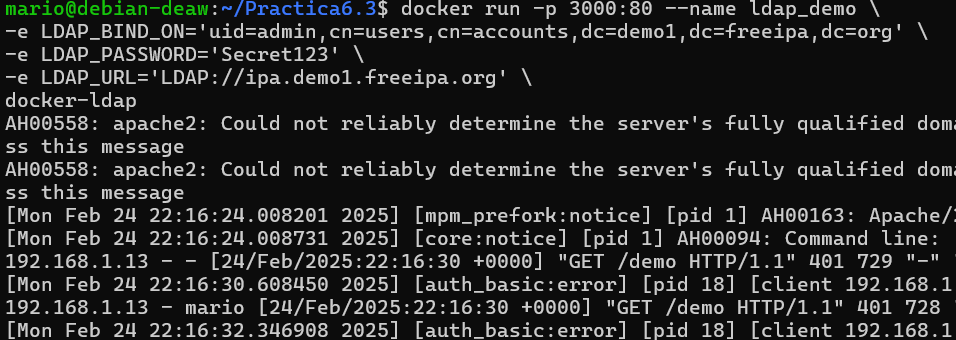 mario@debian-deaw:~/Practica6.3$ docker run -p 3000:80 --name ldap_demo \
-e LDAP_BIND_ON='uid=admin,cn=users,cn=accounts,dc=demo1,dc=freeipa,dc=org' \
-e LDAP_PASSWORD='Secret123' \
-e LDAP_URL='LDAP://ipa.demo1.freeipa.org' \
docker-ldap
AH00558: apache2: Could not reliably determine the server's fully qualified doma
ss this message
AH00558: apache2: Could not reliably determine the server's fully qualified doma
ss this message
[Mon Feb 24 22:16:24.008201 2025] [mpm_prefork:notice] [pid 1] AH00163: Apache/
[Mon Feb 24 22:16:24.008731 2025] [core:notice] [pid 1] AH00094: Command line:
192.168.1.13 - - [24/Feb/2025:22:16:30 +0000] "GET /demo HTTP/1.1" 401 729 "-"
[Mon Feb 24 22:16:30.608450 2025] [auth_basic:error] [pid 18] [client 192.168.1
192.168.1.13 - mario [24/Feb/2025:22:16:30 +0000] "GET /demo HTTP/1.1" 401 728
[Mon Feb 24 22:16:32.346908 2025] [auth_basic:error] [pid 18] [client 192.168.1